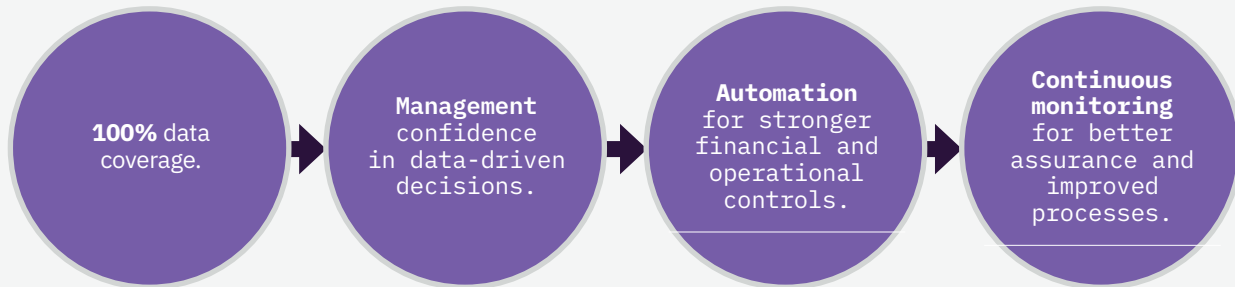 100% data
coverage.
Management
confidence
in data-driven
decisions.
Automation
for stronger
financial and
operational
controls.
Continuous
monitoring
for better
assurance and
improved
processes.